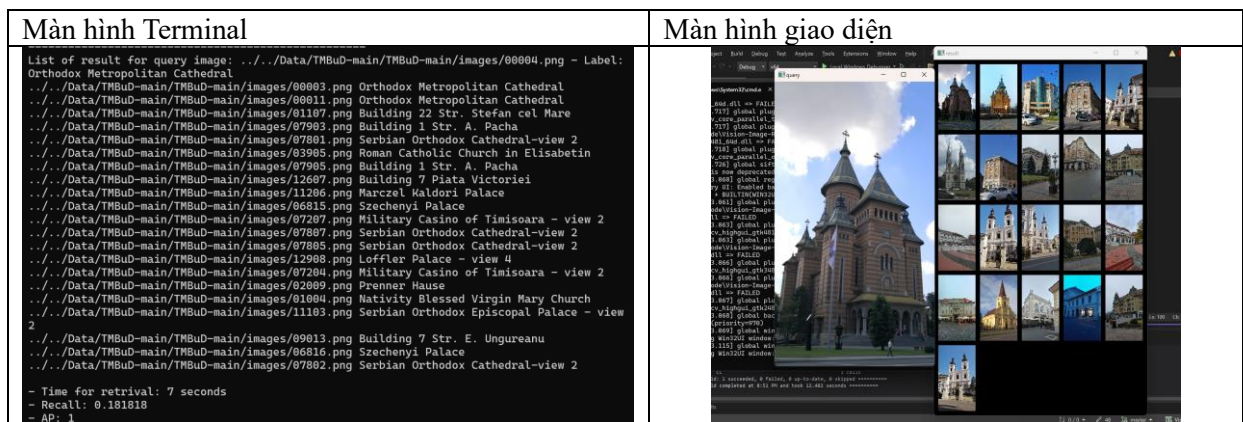 Màn hình Terminal
Màn hình giao diện
List of result for query image: ../../Data/TMBuD-main/TMBuD-main/images/00004.png - Label:
Orthodox Metropolitan Cathedral
../../Data/TMBuD-main/TMBuD-main/images/00003.png Orthodox Metropolitan Cathedral
../../Data/TMBuD-main/TMBuD-main/images/00011.png Orthodox Metropolitan Cathedral
../../Data/TMBuD-main/TMBuD-main/images/01107.png Building 22 Str. Stefan cel Mare
../../Data/TMBuD-main/TMBuD-main/images/07903.png Building 1 Str. A. Pacha
../../Data/TMBuD-main/TMBuD-main/images/07801.png Serbian Orthodox Cathedral-view 2
../../Data/TMBuD-main/TMBuD-main/images/03905.png Roman Catholic Church in Elisabetin
../../Data/TMBuD-main/TMBuD-main/images/07905.png Building 1 Str. A. Pacha
../../Data/TMBuD-main/TMBuD-main/images/12607.png Building 7 Piata Victoriei
../../Data/TMBuD-main/TMBuD-main/images/11206.png Marczel Kaldori Palace
../../Data/TMBuD-main/TMBuD-main/images/06815.png Szechenyi Palace
../../Data/TMBuD-main/TMBuD-main/images/07207.png Military Casino of Timisoara - view 2
../../Data/TMBuD-main/TMBuD-main/images/07807.png Serbian Orthodox Cathedral-view 2
../../Data/TMBuD-main/TMBuD-main/images/07805.png Serbian Orthodox Cathedral-view 2
../../Data/TMBuD-main/TMBuD-main/images/12908.png Loffler Palace - view 4
../../Data/TMBuD-main/TMBuD-main/images/07204.png Military Casino of Timisoara - view 2
../../Data/TMBuD-main/TMBuD-main/images/02009.png Prenner Hause
../../Data/TMBuD-main/TMBuD-main/images/01004.png Nativity Blessed Virgin Mary Church
../../Data/TMBuD-main/TMBuD-main/images/11103.png Serbian Orthodox Episcopal Palace - view
2
../../Data/TMBuD-main/TMBuD-main/images/09013.png Building 7 Str. E. Ungureanu
../../Data/TMBuD-main/TMBuD-main/images/06816.png Szechenyi Palace
../../Data/TMBuD-main/TMBuD-main/images/07802.png Serbian Orthodox Cathedral-view 2
- Time for retrival: 7 seconds
- Recall: 0.181818
- AP: 1
Build Debug Test Analyze Tools Extensions Window Help
Debug
query
result